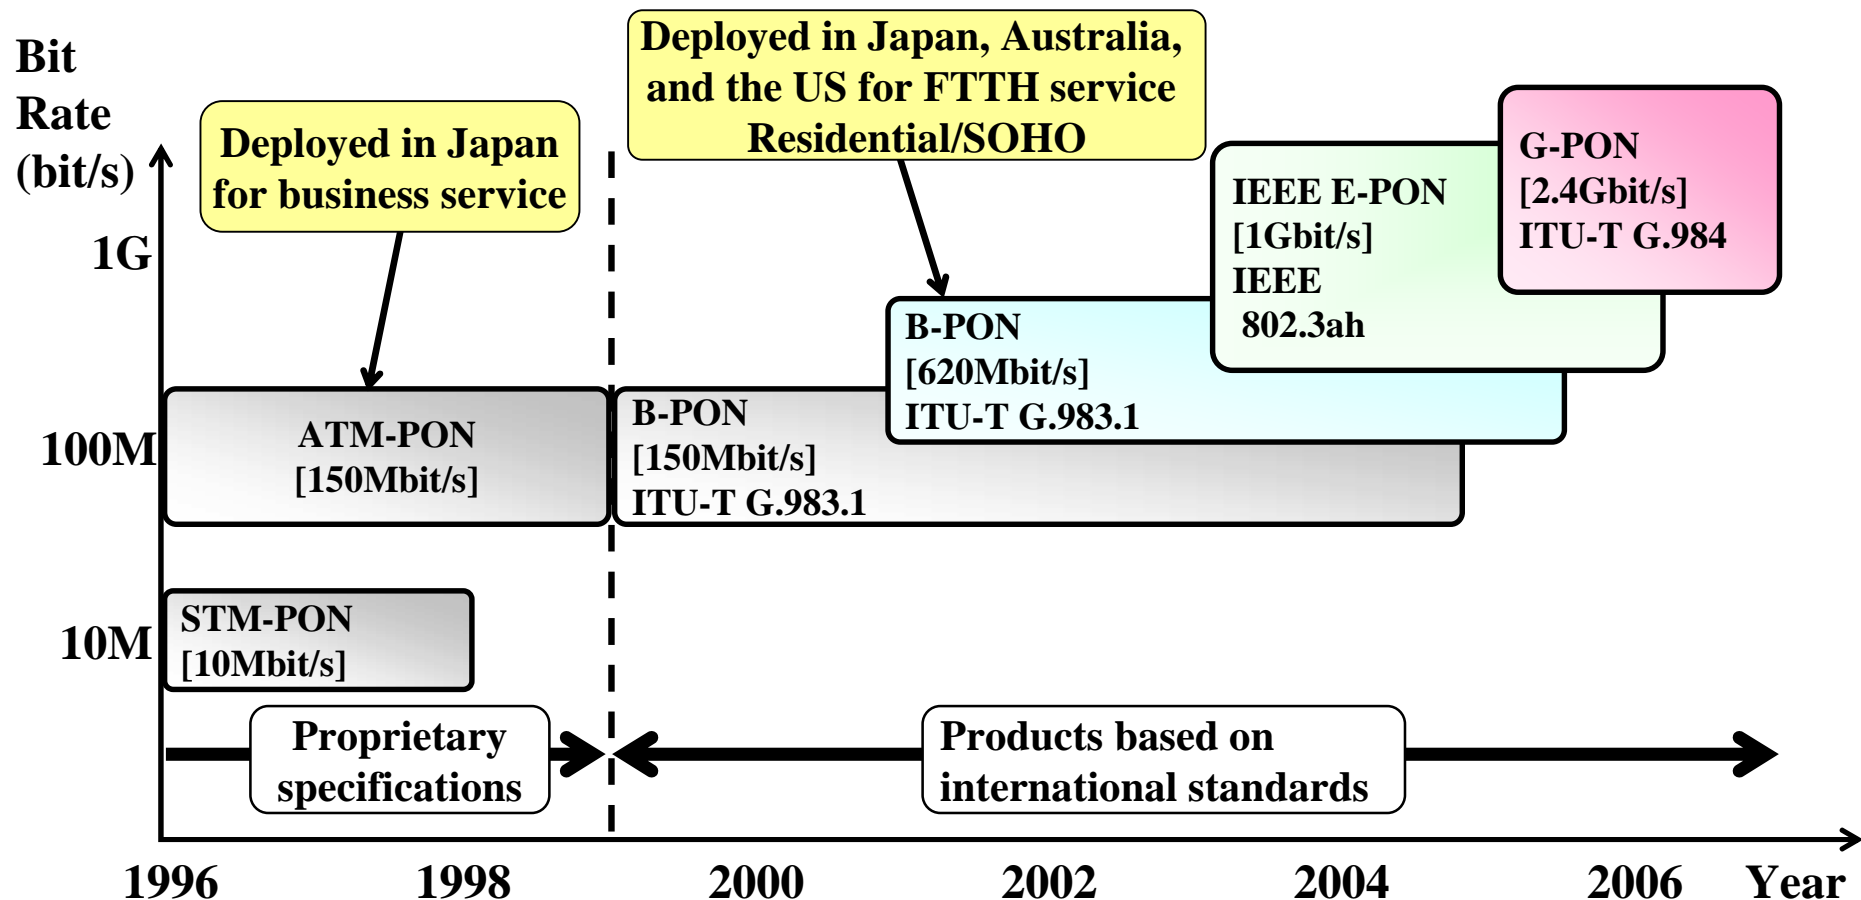 Bit
Rate
(bit/s)
Deployed in Japan
for business service
Deployed in Japan, Australia,
and the US for FTTH service
Residential/SOHO
G-PON
[2.4Gbit/s]
ITU-T G.984
IEEE E-PON
[1Gbit/s]
IEEE
802.3ah
1G
B-PON
[620Mbit/s]
ITU-T G.983.1
100M
ATM-PON
[150Mbit/s]
B-PON
[150Mbit/s]
ITU-T G.983.1
10M
STM-PON
[10Mbit/s]
Proprietary
specifications
Products based on
international standards
1996 1998 2000 2002 2004 2006 Year